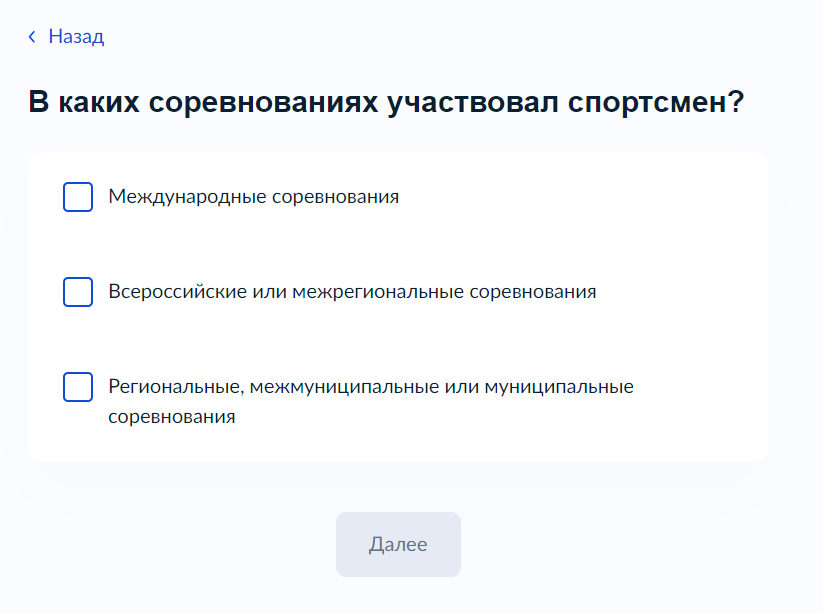 Назад
В каких соревнованиях участвовал спортсмен?
Международные соревнования
Всероссийские или межрегиональные соревнования
Региональные, межмуниципальные или муниципальные
соревнования
Далее